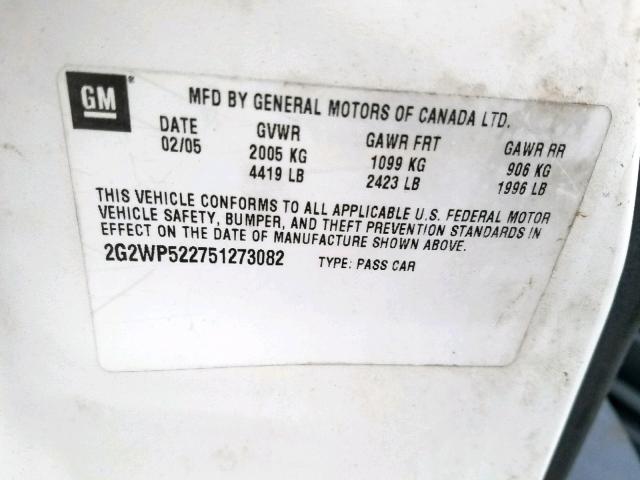 GM®
MFD BY GENERAL MOTORS OF CANADA LTD.
DATE GVWR GAWR FRT GAWR RR
02/05 2005 KG 1099 KG 906 KG
4419 LB 2423 LB 1996 LB
THIS VEHICLE CONFORMS TO ALL APPLICABLE U.S. FEDERAL MOTOR
VEHICLE SAFETY, BUMPER, AND THEFT PREVENTION STANDARDS IN
EFFECT ON THE DATE OF MANUFACTURE SHOWN ABOVE.
2G2WP522751273082 TYPE: PASS CAR